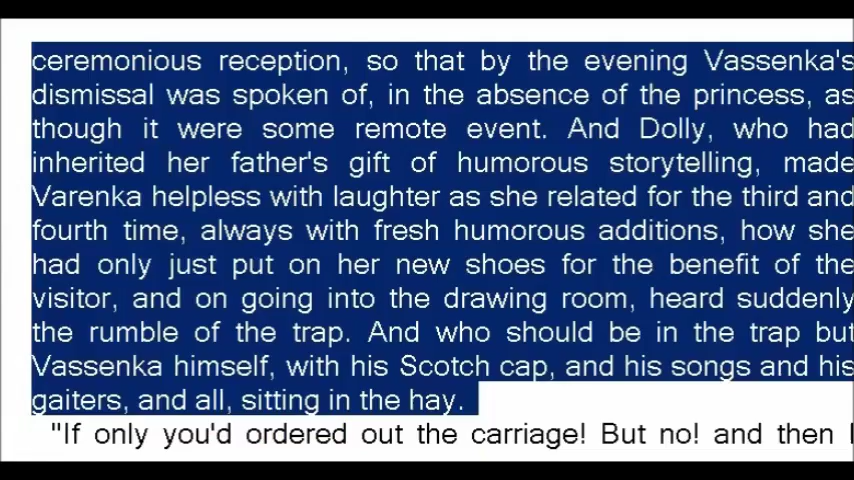 ceremonious reception, so that by the evening Vassenka's
dismissal was spoken of, in the absence of the princess, as
though it were some remote event. And Dolly, who had
inherited her father's gift of humorous storytelling, made
Varenka helpless with laughter as she related for the third and
fourth time, always with fresh humorous additions, how she
had only just put on her new shoes for the benefit of the
visitor, and on going into the drawing room, heard suddenly
the rumble of the trap. And who should be in the trap but
Vassenka himself, with his Scotch cap, and his songs and his
gaiters, and all, sitting in the hay.
"If only you'd ordered out the carriage! But no! and then I